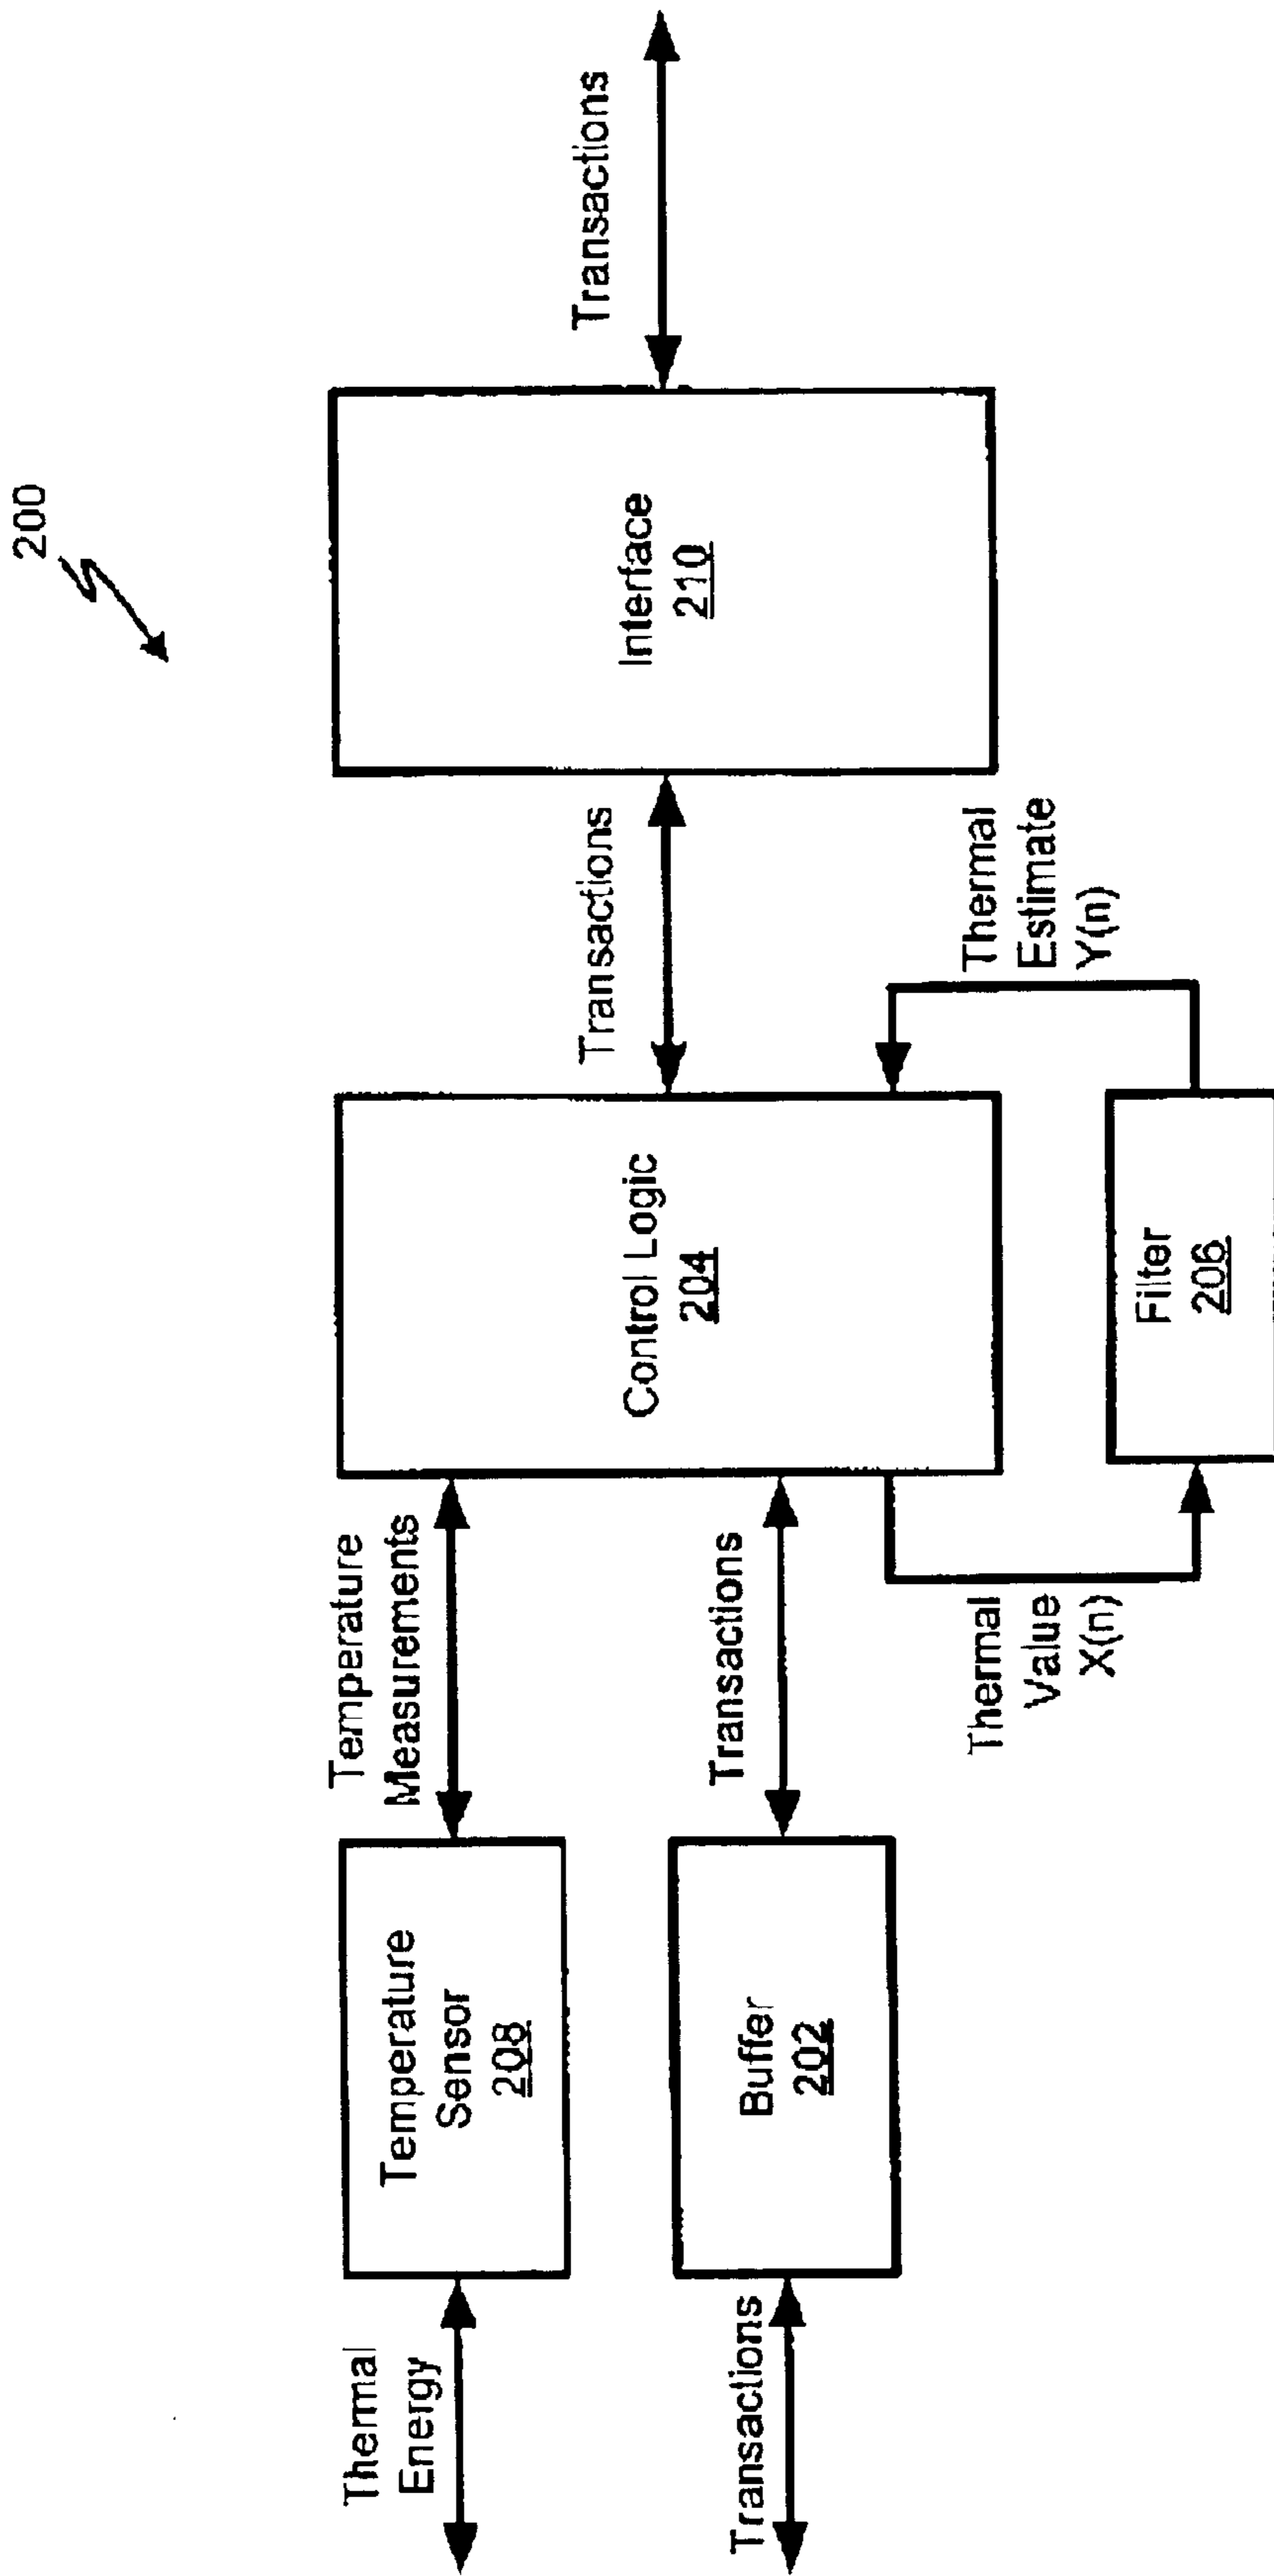 200
Thermal
Energy
Temperature
Sensor
208
Temperature
Measurements
Transactions
Buffer
202
Transactions
Control Logic
204
Transactions
Interface
210
Transactions
Thermal
Value
X(n)
Filter
206
Thermal
Estimate
Y(n)